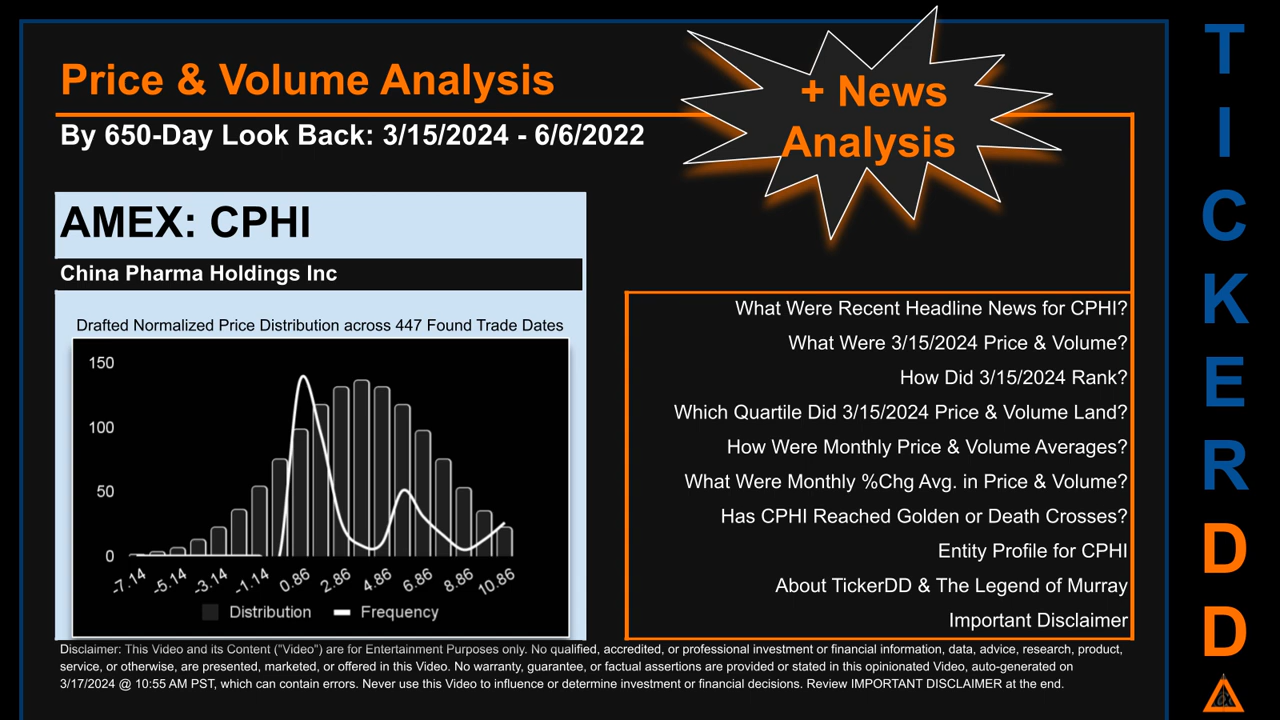 Price & Volume Analysis
By 650-Day Look Back: 3/15/2024 - 6/6/2022
+ News
Analysis
AMEX: CPHI
China Pharma Holdings Inc
Drafted Normalized Price Distribution across 447 Found Trade Dates
150
100
50
0
-7.14
-5.14
-3.14
-1.14
0.86
2.86
4.86
6.86
8.86
10.86
Distribution
Frequency
What Were Recent Headline News for CPHI?
What Were 3/15/2024 Price & Volume?
How Did 3/15/2024 Rank?
Which Quartile Did 3/15/2024 Price & Volume Land?
How Were Monthly Price & Volume Averages?
What Were Monthly %Chg Avg. in Price & Volume?
Has CPHI Reached Golden or Death Crosses?
Entity Profile for CPHI
About TickerDD & The Legend of Murray
Important Disclaimer
Disclaimer: This Video and its Content ("Video") are for Entertainment Purposes only. No qualified, accredited, or professional investment or financial information, data, advice, research, product,
service, or otherwise, are presented, marketed, or offered in this Video. No warranty, guarantee, or factual assertions are provided or stated in this opinionated Video, auto-generated on
3/17/2024 @ 10:55 AM PST, which can contain errors. Never use this Video to influence or determine investment or financial decisions. Review IMPORTANT DISCLAIMER at the end.
T
I
C
K
E
R
D
D